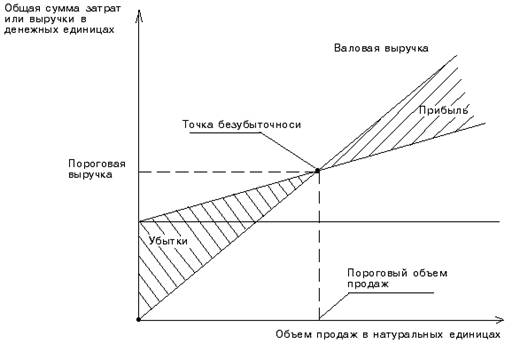 Общая сумма затрат
или выручки в
денежных единицах
Валовая выручка
Прибыль
Точка безубыточноси
Пороговая
выручка
Убытки
Пороговый объем
продаж
Объем продаж в натуральных единицах